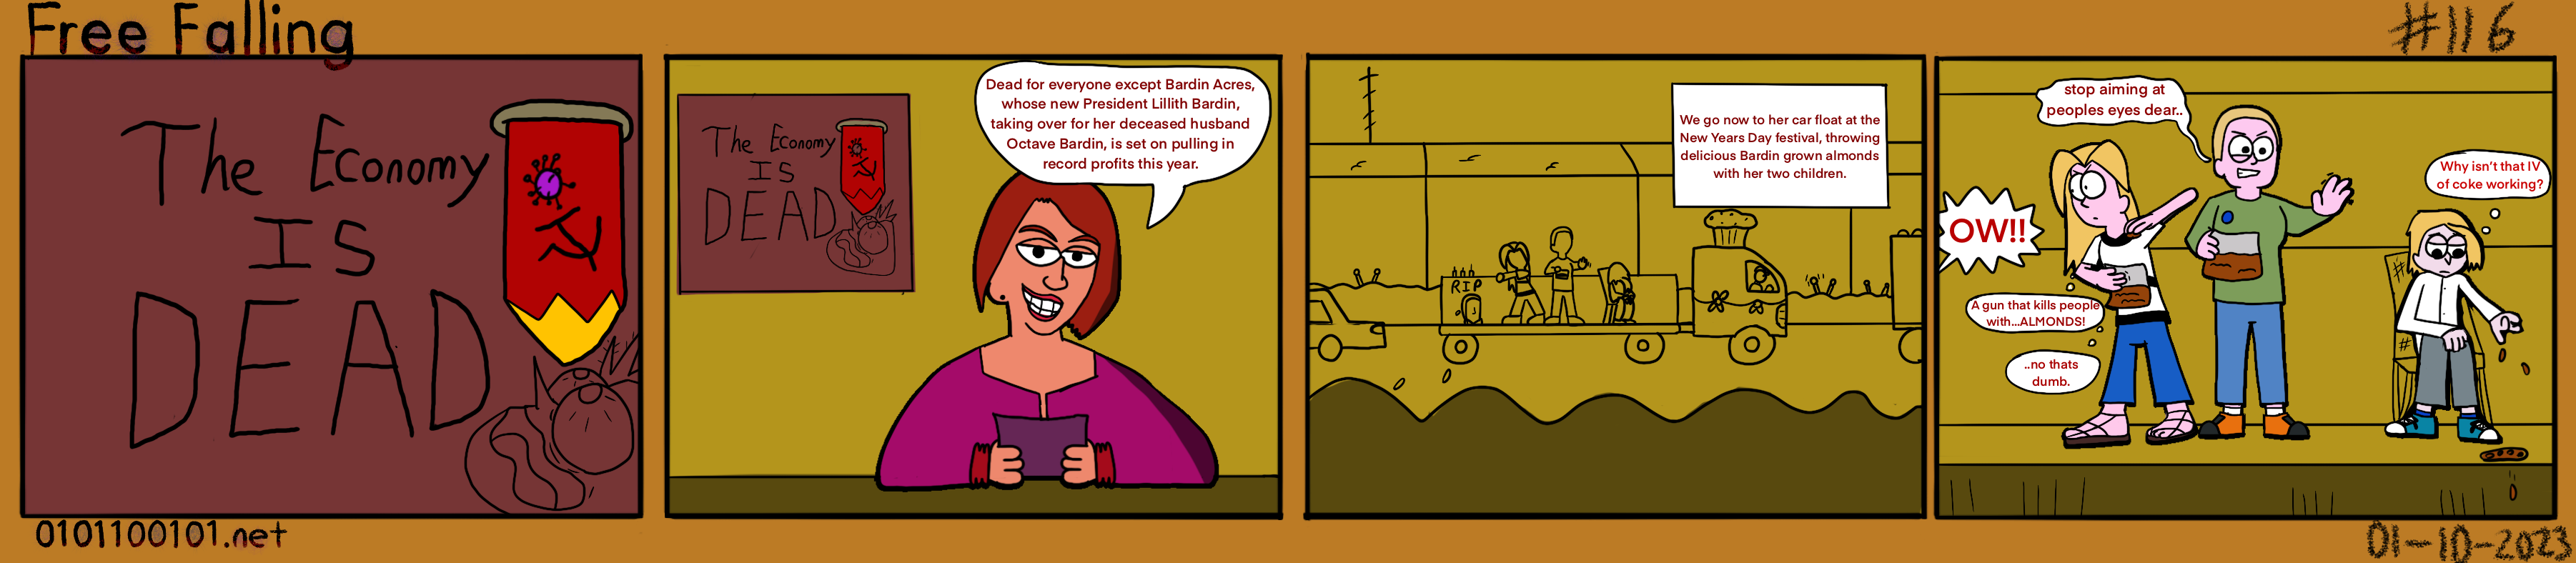 Free Falling
#116
The Economy
IS
DEAD
The Economy
IS
DEAD
Dead for everyone except Bardin Acres,
whose new President Lillith Bardin,
taking over for her deceased husband
Octave Bardin, is set on pulling in
record profits this year.
We go now to her car float at the
New Years Day festival, throwing
delicious Bardin grown almonds
with her two children.
RIP
stop aiming at
peoples eyes dear..
OW!!
A gun that kills people
with...ALMONDS!
..no thats
dumb.
Why isn't that IV
of coke working?
#
#
0101100101.net
01-10-2023